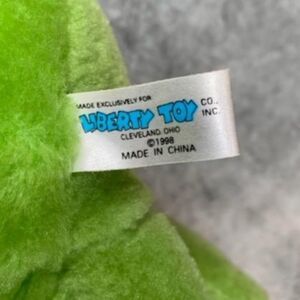 MADE EXCLUSIVELY FOR
LIBERTY TOY CO., INC.
CLEVELAND, OHIO
©1998
MADE IN CHINA